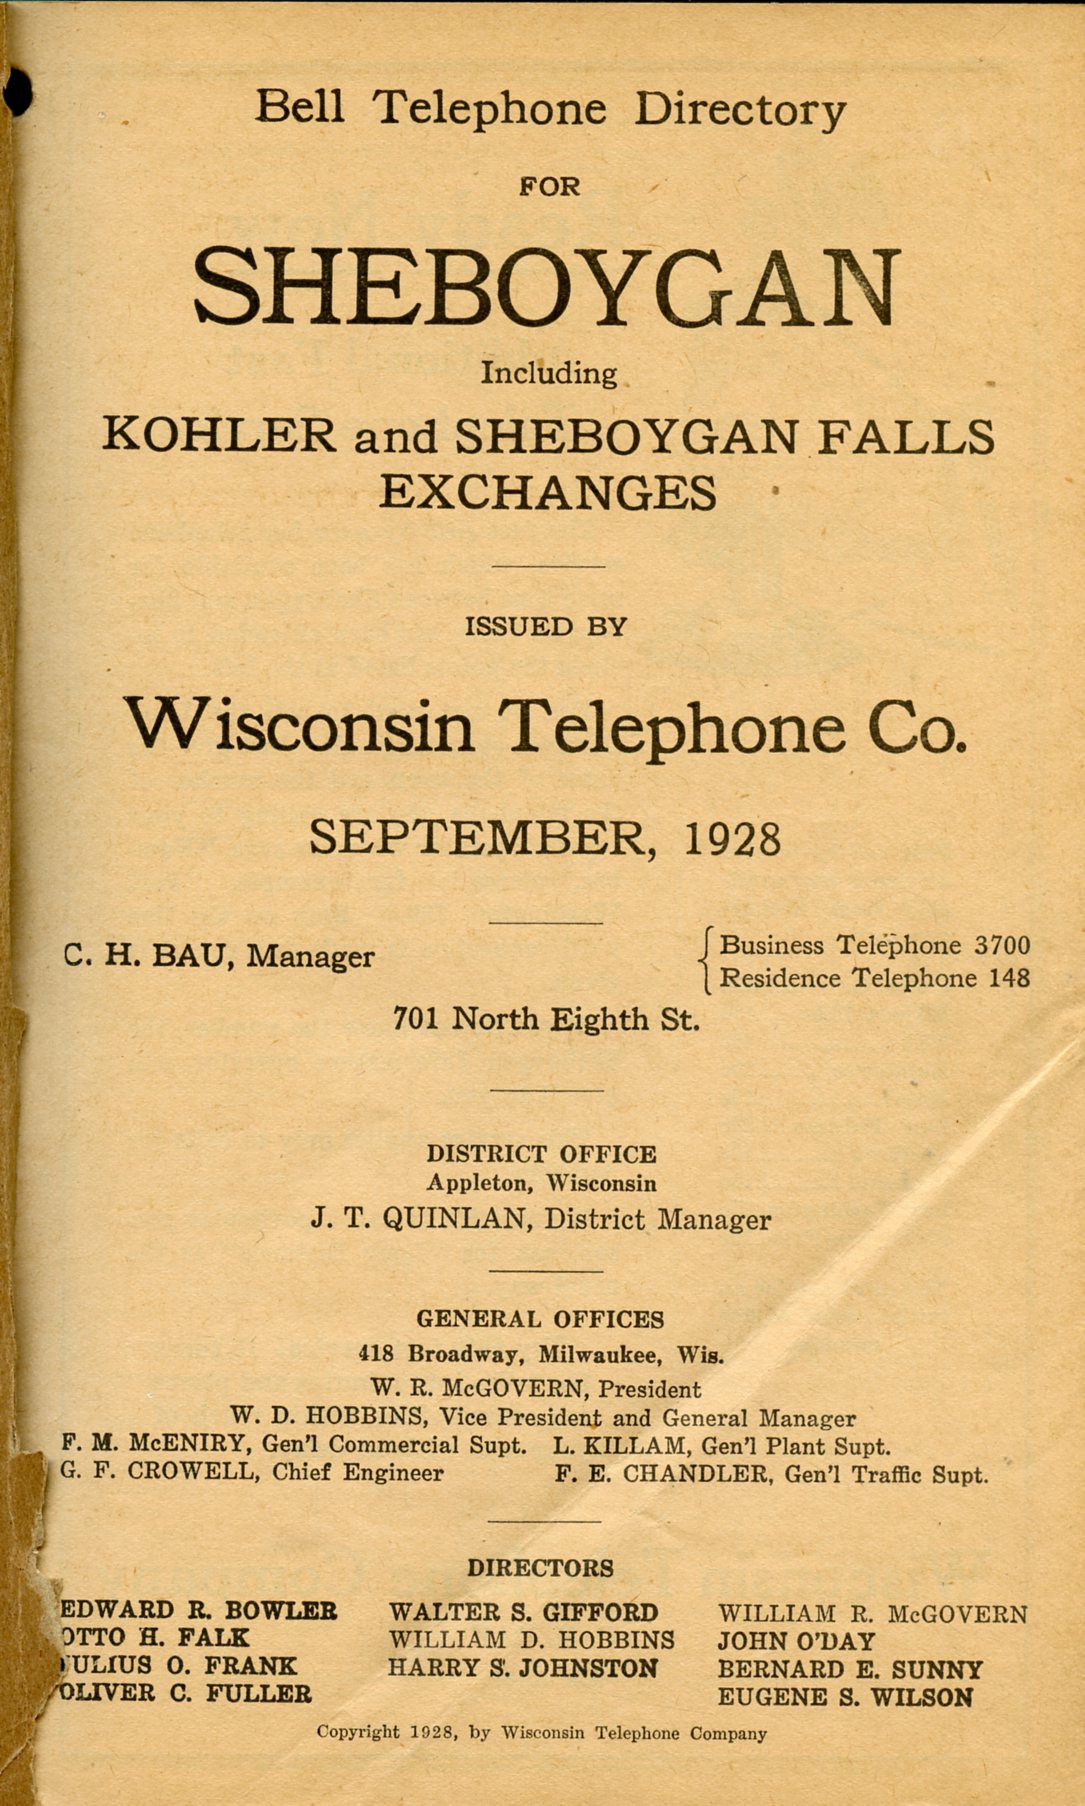 Bell Telephone Directory
FOR
SHEBOYGAN
Including
KOHLER and SHEBOYGAN FALLS
EXCHANGES
ISSUED BY
Wisconsin Telephone Co.
SEPTEMBER, 1928
C. H. BAU, Manager
Business Telephone 3700
Residence Telephone 148
701 North Eighth St.
DISTRICT OFFICE
Appleton, Wisconsin
J. T. QUINLAN, District Manager
GENERAL OFFICES
418 Broadway, Milwaukee, Wis.
W. R. McGOVERN, President
W. D. HOBBINS, Vice President and General Manager
F. M. McENIRY, Gen'l Commercial Supt. L. KILLAM, Gen'l Plant Supt.
G. F. CROWELL, Chief Engineer F. E. CHANDLER, Gen'l Traffic Supt.
DIRECTORS
EDWARD R. BOWLER WALTER S. GIFFORD WILLIAM R. McGOVERN
OTTO H. FALK WILLIAM D. HOBBINS JOHN O'DAY
JULIUS O. FRANK HARRY S. JOHNSTON BERNARD E. SUNNY
OLIVER C. FULLER EUGENE S. WILSON
Copyright 1928, by Wisconsin Telephone Company